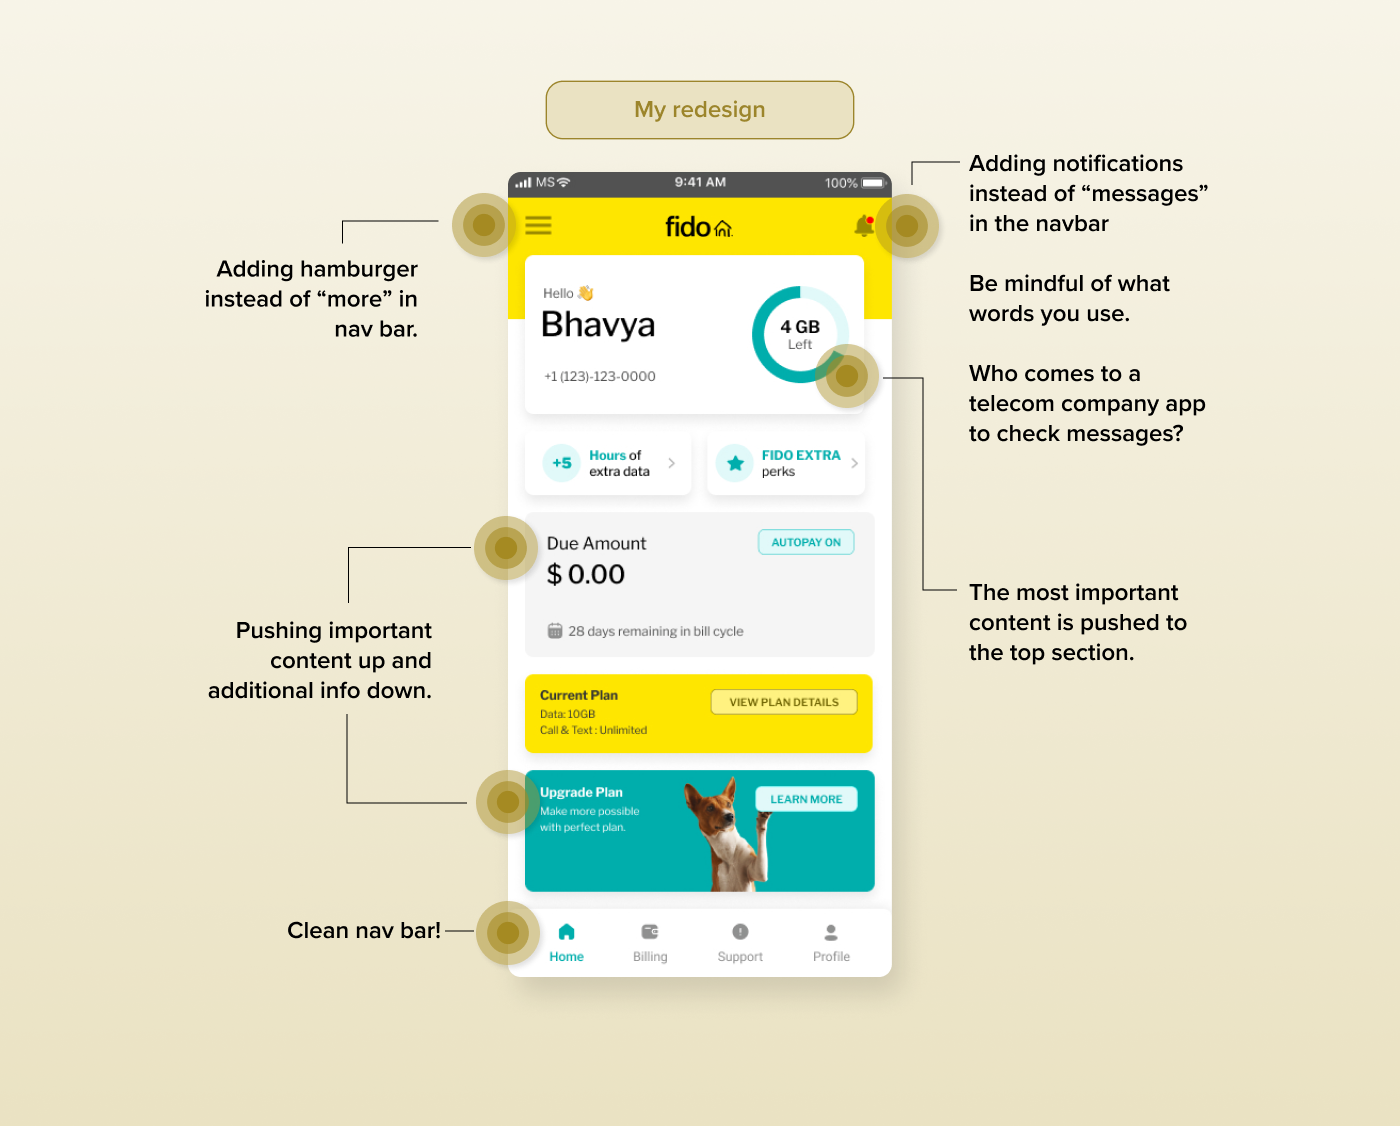 My redesign
MS
9:41 AM
100%
fido
Adding hamburger
instead of “more” in
nav bar.
Adding notifications
instead of “messages”
in the navbar
Be mindful of what
words you use.
Who comes to a
telecom company app
to check messages?
Hello 👋
Bhavya
+1 (123)-123-0000
4 GB
Left
+5
Hours of
extra data
FIDO EXTRA
perks
Due Amount
$ 0.00
AUTOPAY ON
28 days remaining in bill cycle
The most important
content is pushed to
the top section.
Pushing important
content up and
additional info down.
Current Plan
Data: 10GB
Call & Text : Unlimited
VIEW PLAN DETAILS
Upgrade Plan
Make more possible
with perfect plan.
LEARN MORE
Clean nav bar!
Home
Billing
Support
Profile